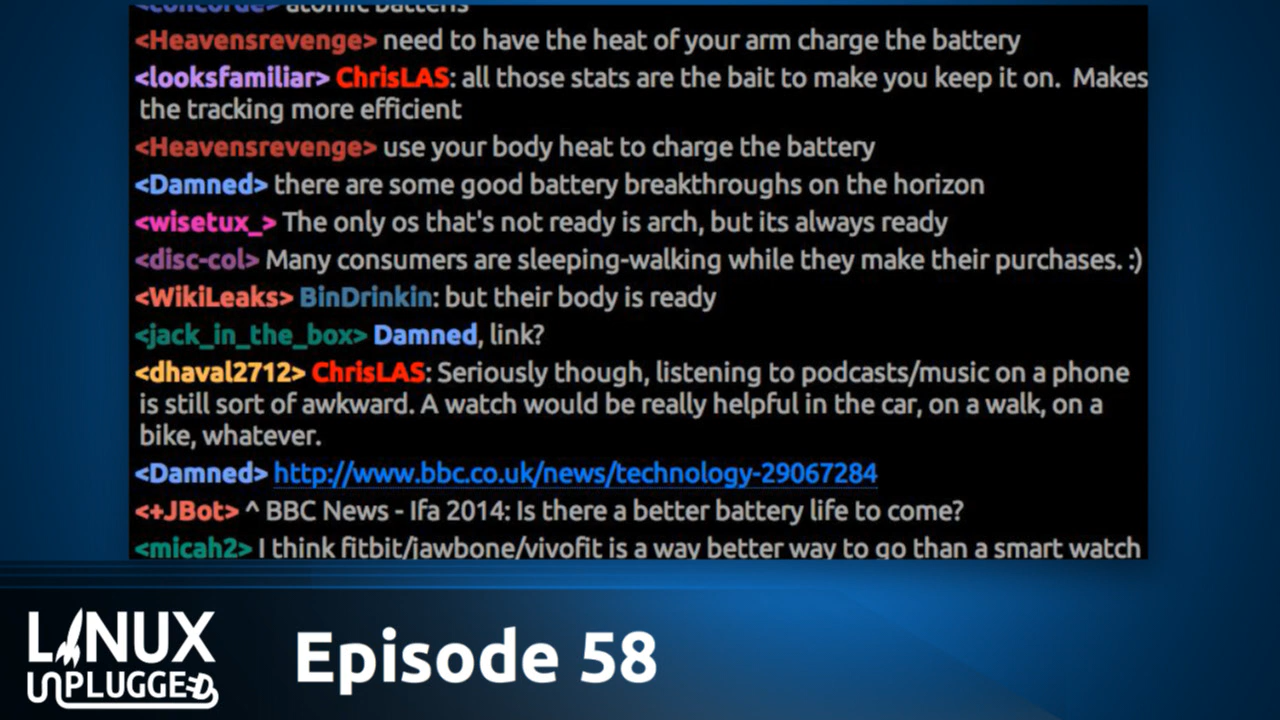 <concorde> atomic batteris
<Heavensrevenge> need to have the heat of your arm charge the battery
<looksfamiliar> ChrisLAS: all those stats are the bait to make you keep it on.  Makes
the tracking more efficient
<Heavensrevenge> use your body heat to charge the battery
<Damned> there are some good battery breakthroughs on the horizon
<wisetux_> The only os that's not ready is arch, but its always ready
<disc-col> Many consumers are sleeping-walking while they make their purchases. :)
<WikiLeaks> BinDrinkin: but their body is ready
<jack_in_the_box> Damned, link?
<dhaval2712> ChrisLAS: Seriously though, listening to podcasts/music on a phone
is still sort of awkward. A watch would be really helpful in the car, on a walk, on a
bike, whatever.
<Damned> http://www.bbc.co.uk/news/technology-29067284
<+JBot> ^ BBC News - Ifa 2014: Is there a better battery life to come?
<micah2> I think fitbit/jawbone/vivofit is a way better way to go than a smart watch
LINUX
UNPLUGGED
Episode 58